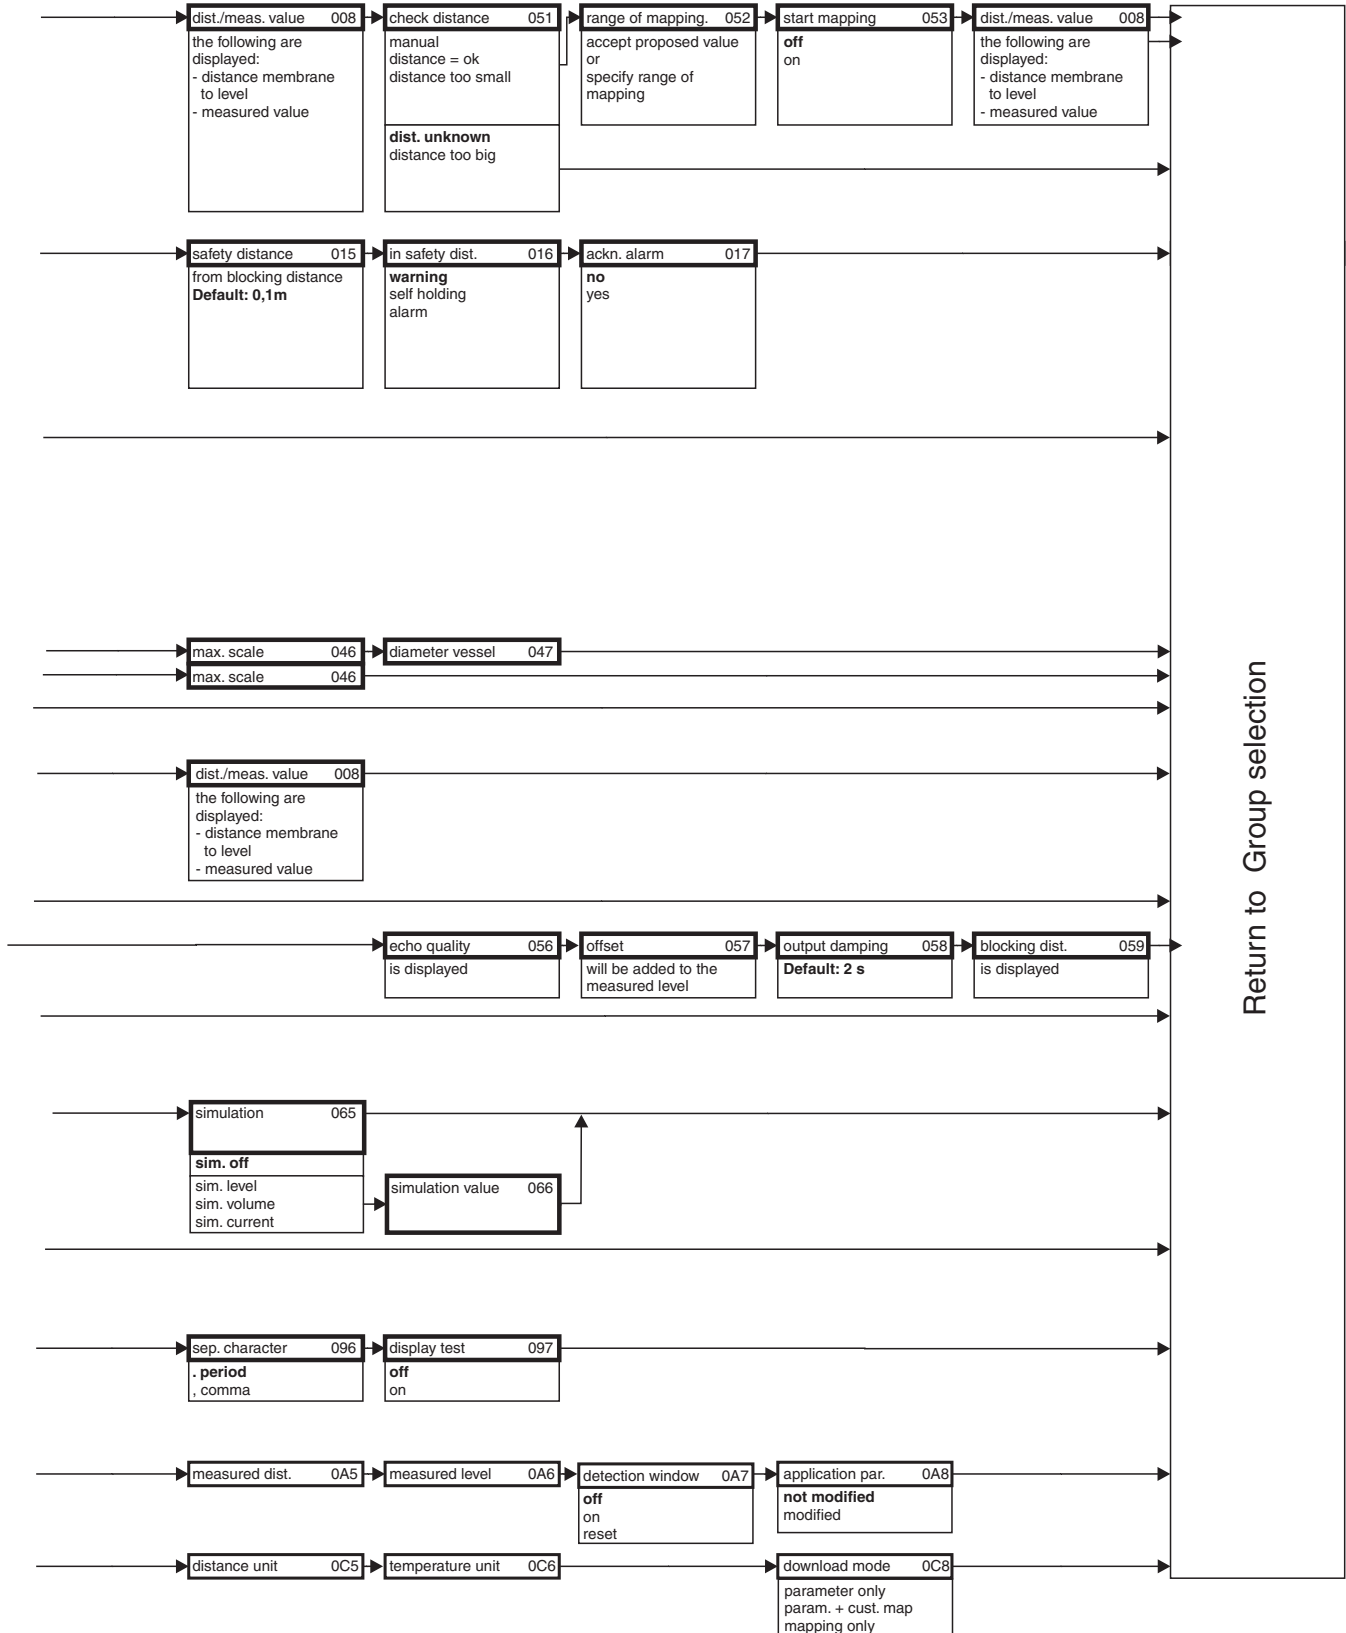 dist./meas. value 008
the following are
displayed:
- distance membrane
to level
- measured value
check distance 051
manual
distance = ok
distance too small
dist. unknown
distance too big
range of mapping. 052
accept proposed value
or
specify range of
mapping
start mapping 053
off
on
dist./meas. value 008
the following are
displayed:
- distance membrane
to level
- measured value
safety distance 015
from blocking distance
Default: 0,1m
in safety dist. 016
warning
self holding
alarm
ackn. alarm 017
no
yes
max. scale 046
diameter vessel 047
max. scale 046
dist./meas. value 008
the following are
displayed:
- distance membrane
to level
- measured value
echo quality 056
is displayed
offset 057
will be added to the
measured level
output damping 058
Default: 2 s
blocking dist. 059
is displayed
simulation 065
sim. off
sim. level
sim. volume
sim. current
simulation value 066
sep. character 096
. period
, comma
display test 097
off
on
measured dist. 0A5
measured level 0A6
detection window 0A7
off
on
reset
application par. 0A8
not modified
modified
distance unit 0C5
temperature unit 0C6
download mode 0C8
parameter only
param. + cust. map
mapping only
Return to Group selection